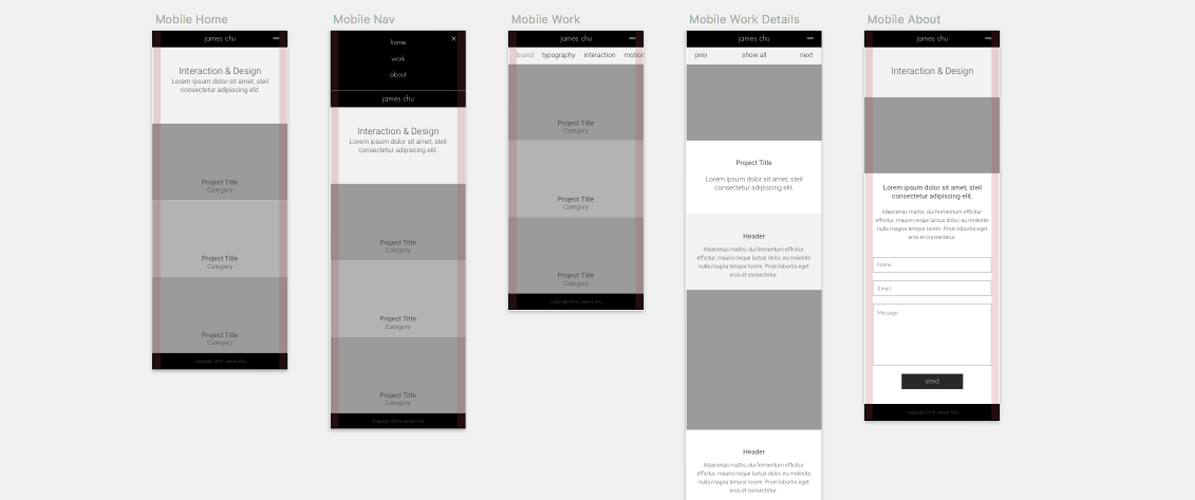 Mobile Home
james chu
Interaction & Design
Lorem ipsum dolor sit amet, steil
consectetur adipiscing elit.
Project Title
Category
Project Title
Category
Project Title
Category
Copyright 2016, James Chu
Mobile Nav
home
work
about
james chu
Interaction & Design
Lorem ipsum dolor sit amet, steil
consectetur adipiscing elit.
Project Title
Category
Project Title
Category
Project Title
Category
Copyright 2016, James Chu
Mobile Work
james chu
brand typography interaction motion
Project Title
Category
Project Title
Category
Project Title
Category
Copyright 2016, James Chu
Mobile Work Details
james chu
prev show all next
Project Title
Lorem ipsum dolor sit amet, steil
consectetur adipiscing elit.
Header
Maecenas mattis, dui fermentum efficitur
efficitur, mauris neque luctus dolor, eu molestie
nulla magna tempor lorem. Proin lobortis eget
eros et consectetur.
Header
Maecenas mattis, dui fermentum efficitur
efficitur, mauris neque luctus dolor, eu molestie
nulla magna tempor lorem. Proin lobortis eget
eros et consectetur.
Mobile About
james chu
Interaction & Design
Lorem ipsum dolor sit amet, steil
consectetur adipiscing elit.
Maecenas mattis, dui fermentum efficitur
efficitur, mauris neque luctus dolor, eu molestie
nulla magna tempor lorem. Proin lobortis eget
eros et consectetur.
Name
Email
Message
send
Copyright 2016, James Chu